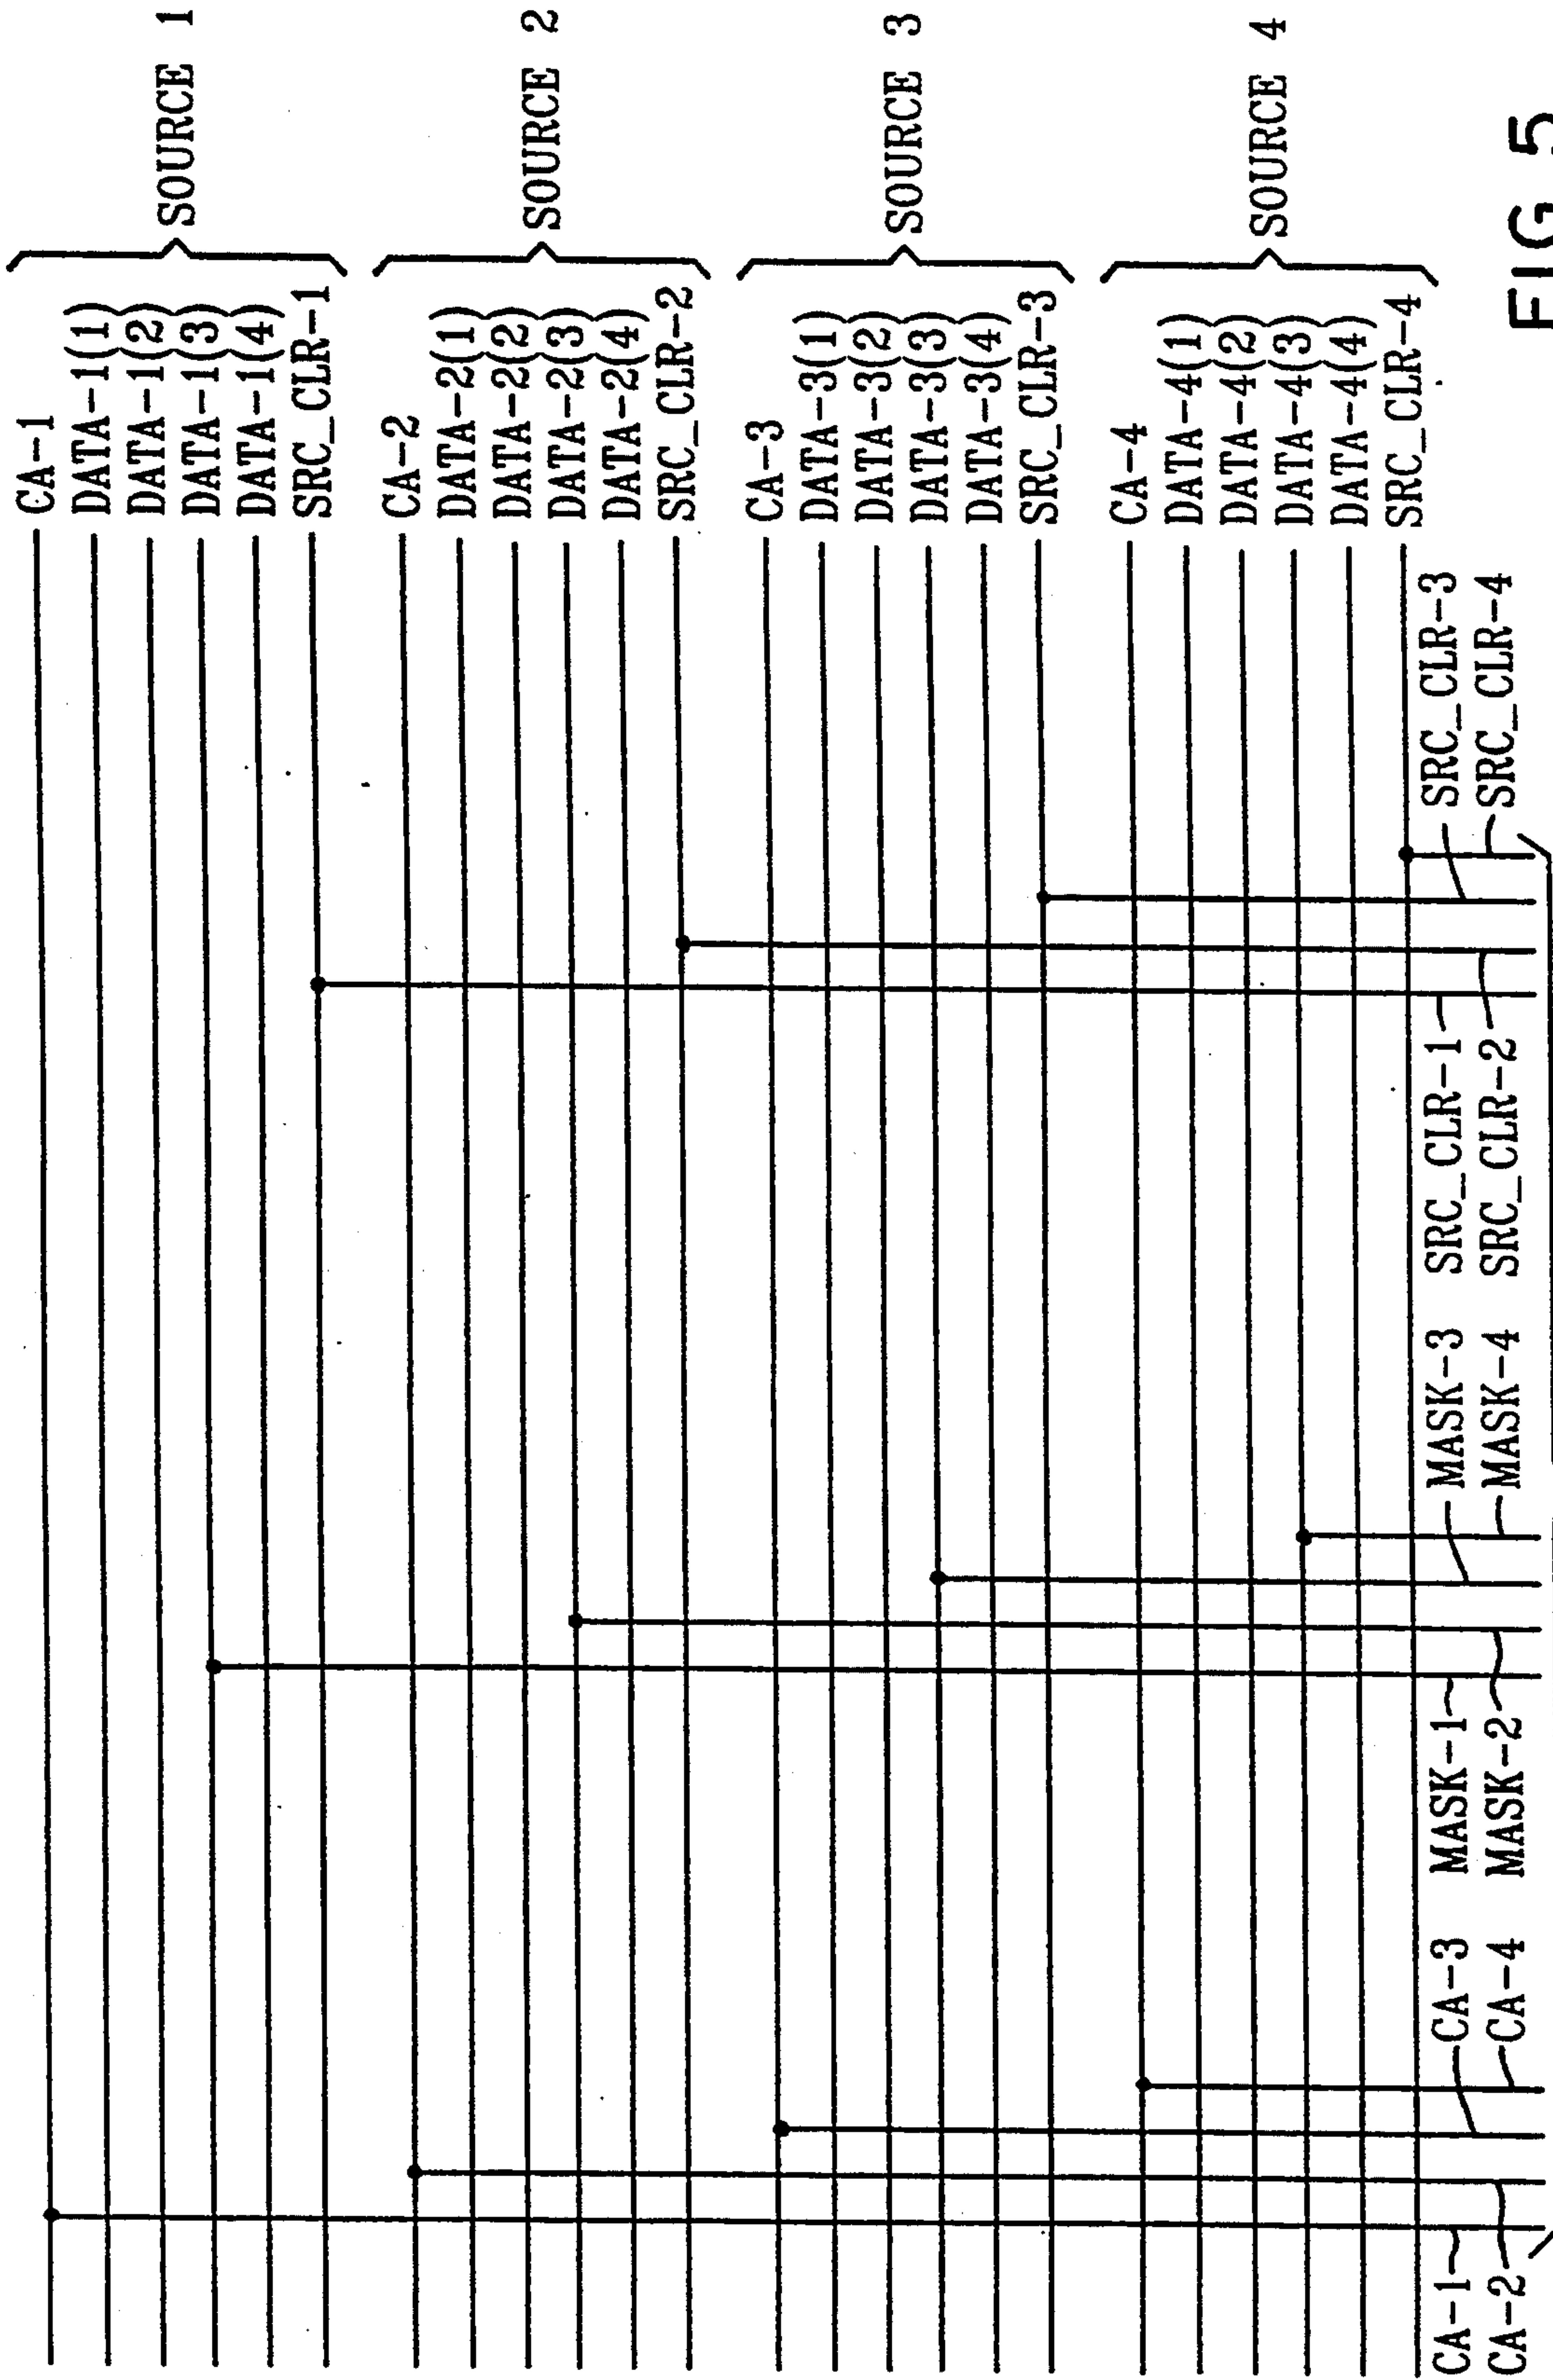 CA-1
DATA-1(1)
DATA-1(2)
DATA-1(3)
DATA-1(4)
SRC_CLR-1
SOURCE 1
CA-2
DATA-2(1)
DATA-2(2)
DATA-2(3)
DATA-2(4)
SRC_CLR-2
SOURCE 2
CA-3
DATA-3(1)
DATA-3(2)
DATA-3(3)
DATA-3(4)
SRC_CLR-3
SOURCE 3
CA-4
DATA-4(1)
DATA-4(2)
DATA-4(3)
DATA-4(4)
SRC_CLR-4
SOURCE 4
CA-1 CA-3 MASK-1 MASK-3 SRC_CLR-1 SRC_CLR-3
CA-2 CA-4 MASK-2 MASK-4 SRC_CLR-2 SRC_CLR-4
FIG 5